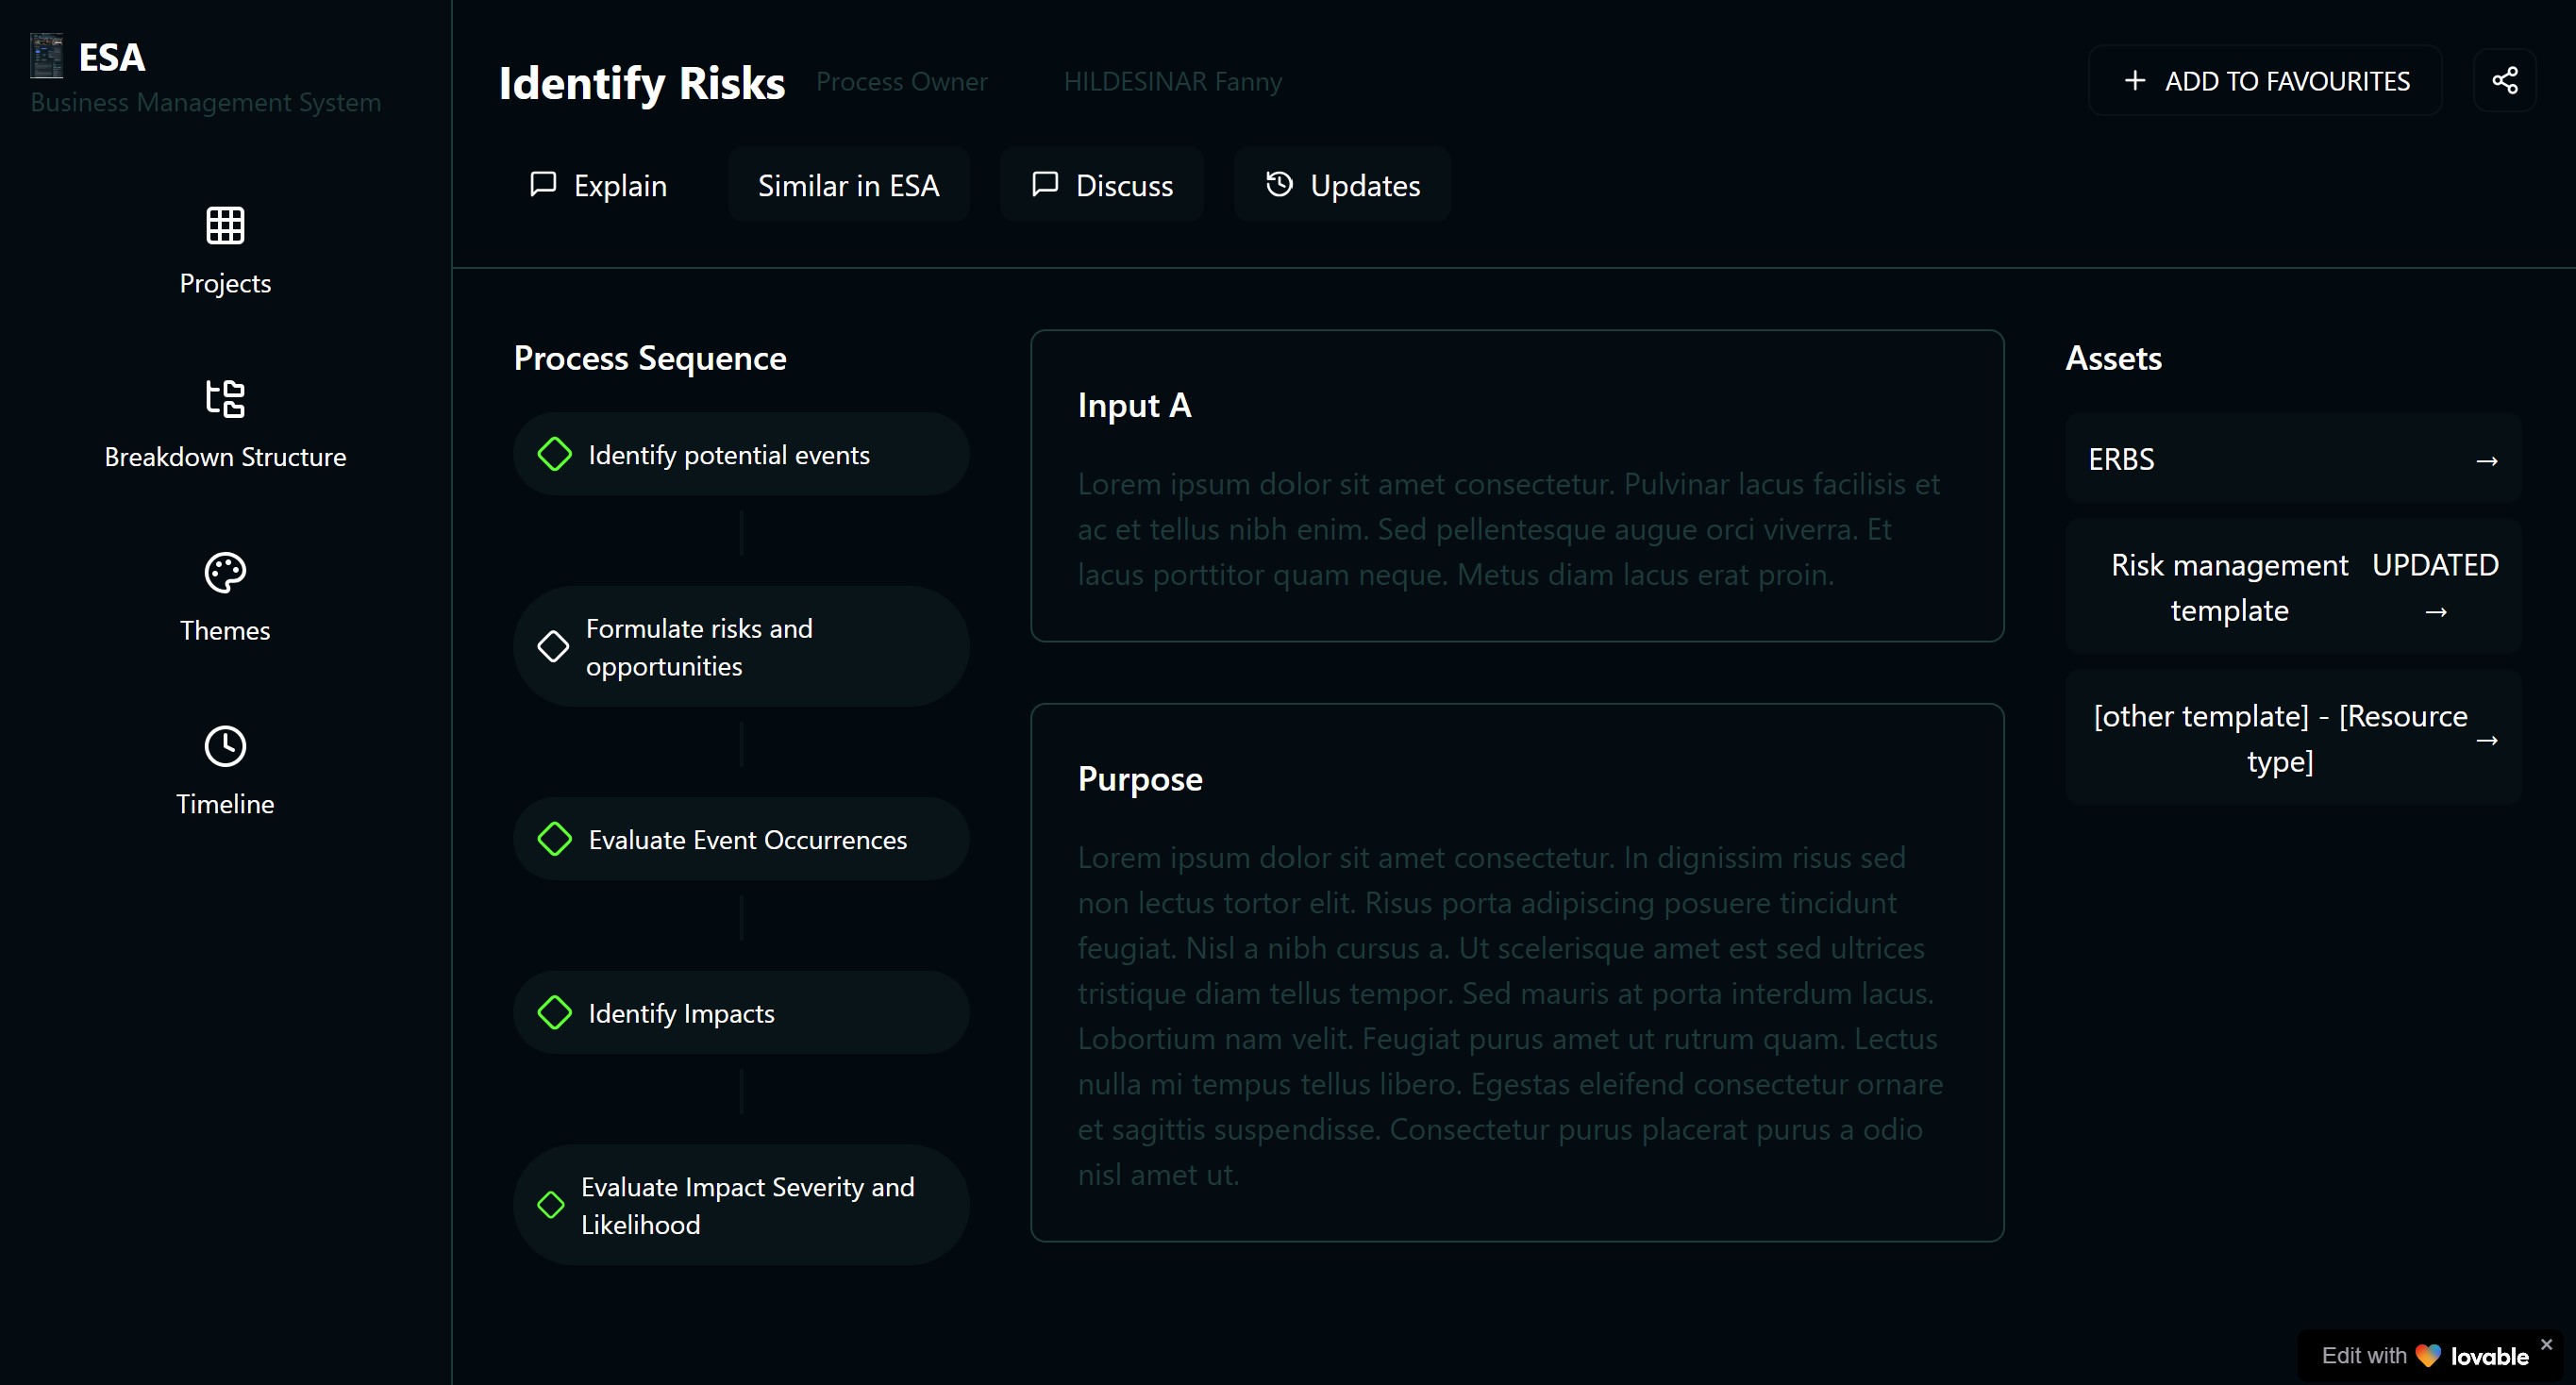 ESA
Business Management System
Projects
Breakdown Structure
Themes
Timeline
Identify Risks
Process Owner
HILDESINAR Fanny
ADD TO FAVOURITES
Explain
Similar in ESA
Discuss
Updates
Process Sequence
Identify potential events
Formulate risks and
opportunities
Evaluate Event Occurrences
Identify Impacts
Evaluate Impact Severity and
Likelihood
Input A
Lorem ipsum dolor sit amet consectetur. Pulvinar lacus facilisis et
ac et tellus nibh enim. Sed pellentesque augue orci viverra. Et
lacus porttitor quam neque. Metus diam lacus erat proin.
Purpose
Lorem ipsum dolor sit amet consectetur. In dignissim risus sed
non lectus tortor elit. Risus porta adipiscing posuere tincidunt
feugiat. Nisl a nibh cursus a. Ut scelerisque amet est sed ultrices
tristique diam tellus tempor. Sed mauris at porta interdum lacus.
Lobortium nam velit. Feugiat purus amet ut rutrum quam. Lectus
nulla mi tempus tellus libero. Egestas eleifend consectetur ornare
et sagittis suspendisse. Consectetur purus placerat purus a odio
nisl amet ut.
Assets
ERBS →
Risk management
template
UPDATED
→
[other template] - [Resource
type]
→
Edit with lovable ×